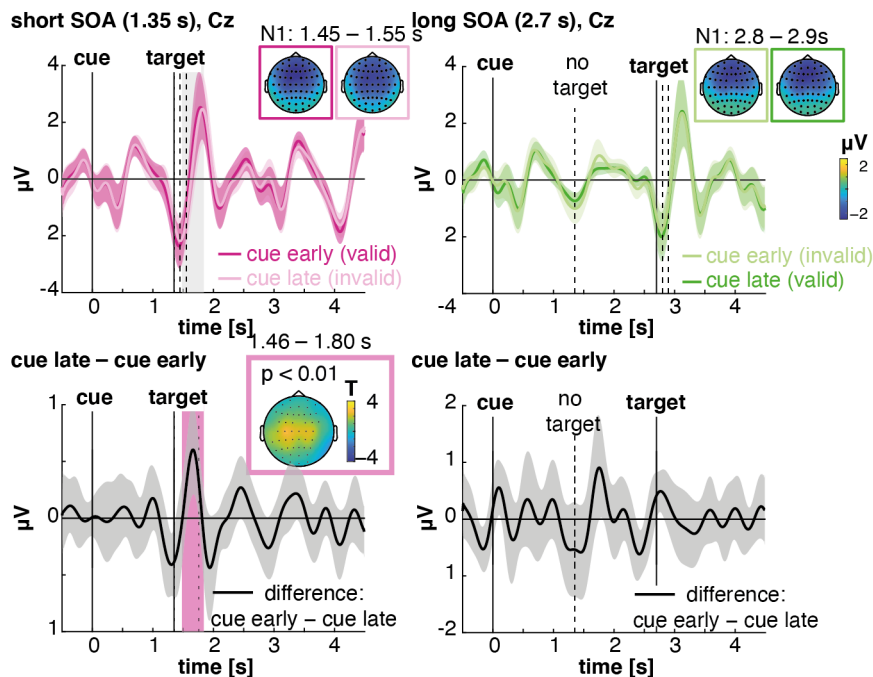 short SOA (1.35 s), Cz
N1: 1.45 – 1.55 s
cue
target
4
2
0
2
-4
µV
cue early (valid)
cue late (invalid)
0 1 2 3 4
time [s]
long SOA (2.7 s), Cz
N1: 2.8 – 2.9s
cue
no
target
target
4
2
0
2
-4
µV
µV
2
-2
cue early (invalid)
cue late (valid)
0 1 2 3 4
time [s]
cue late – cue early
1.46 – 1.80 s
p < 0.01
T
4
-4
cue
target
1
0
1
µV
difference:
cue early – cue late
0 1 2 3 4
time [s]
cue late – cue early
cue
no
target
target
2
1
0
1
-2
µV
difference:
cue early – cue late
0 1 2 3 4
time [s]